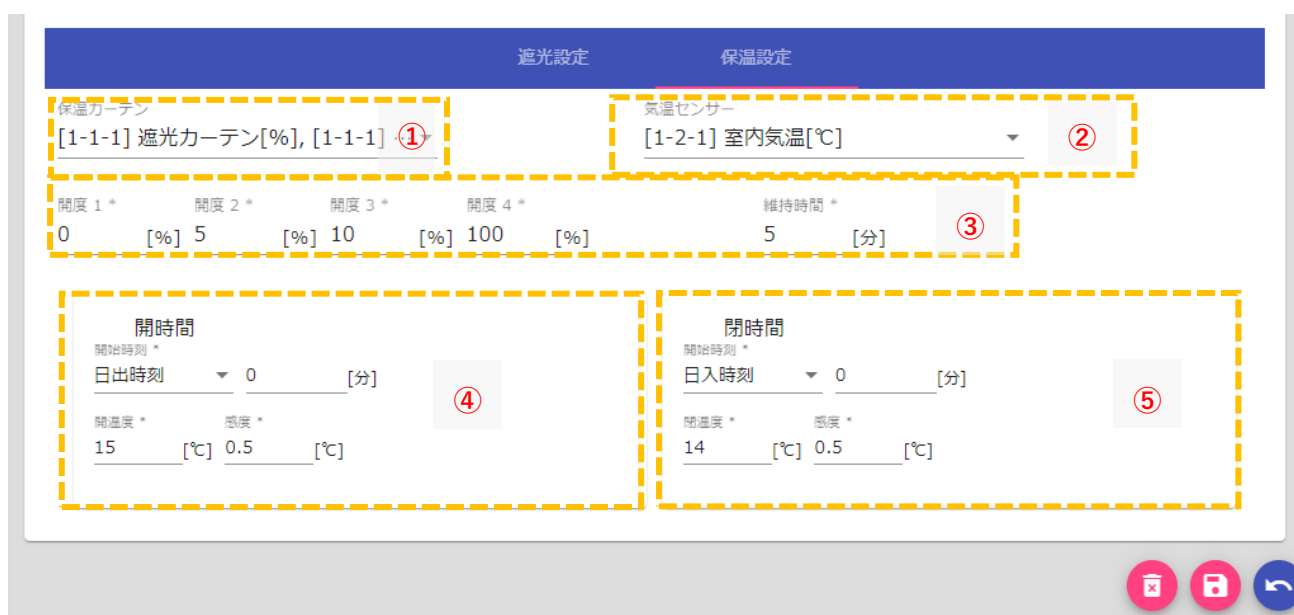 遮光設定 保温設定
保温カーテン 気温センサー
[1-1-1] 遮光カーテン[%], [1-1-1] ... ① [1-2-1] 室内気温[℃] ②
開度 1 * 開度 2 * 開度 3 * 開度 4 * 維持時間 *
0 [%] 5 [%] 10 [%] 100 [%] 5 [分] ③
開時間
開始時刻 *
日出時刻 0 [分]
④
開温度 * 感度 *
15 [℃] 0.5 [℃]
閉時間
開始時刻 *
日入時刻 0 [分]
⑤
閉温度 * 感度 *
14 [℃] 0.5 [℃]